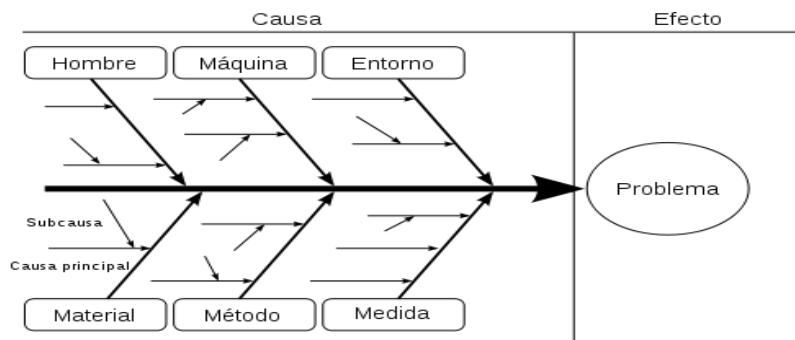 Causa
Efecto
Hombre
Máquina
Entorno
Problema
Subcausa
Causa principal
Material
Método
Medida